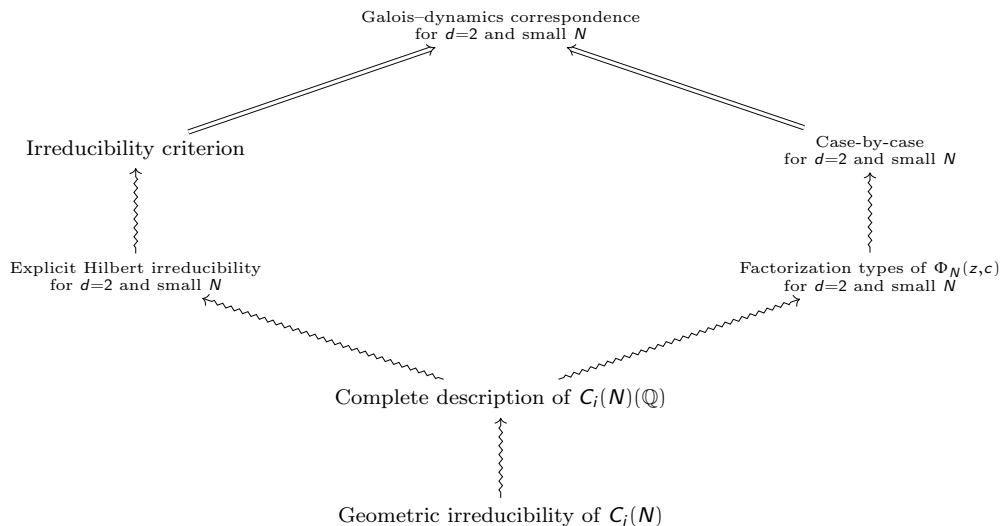 Galois–dynamics correspondence
for d=2 and small N
Irreducibility criterion
Case-by-case
for d=2 and small N
Explicit Hilbert irreducibility
for d=2 and small N
Factorization types of Φ_N(z,c)
for d=2 and small N
Complete description of C_i(N)(ℚ)
Geometric irreducibility of C_i(N)